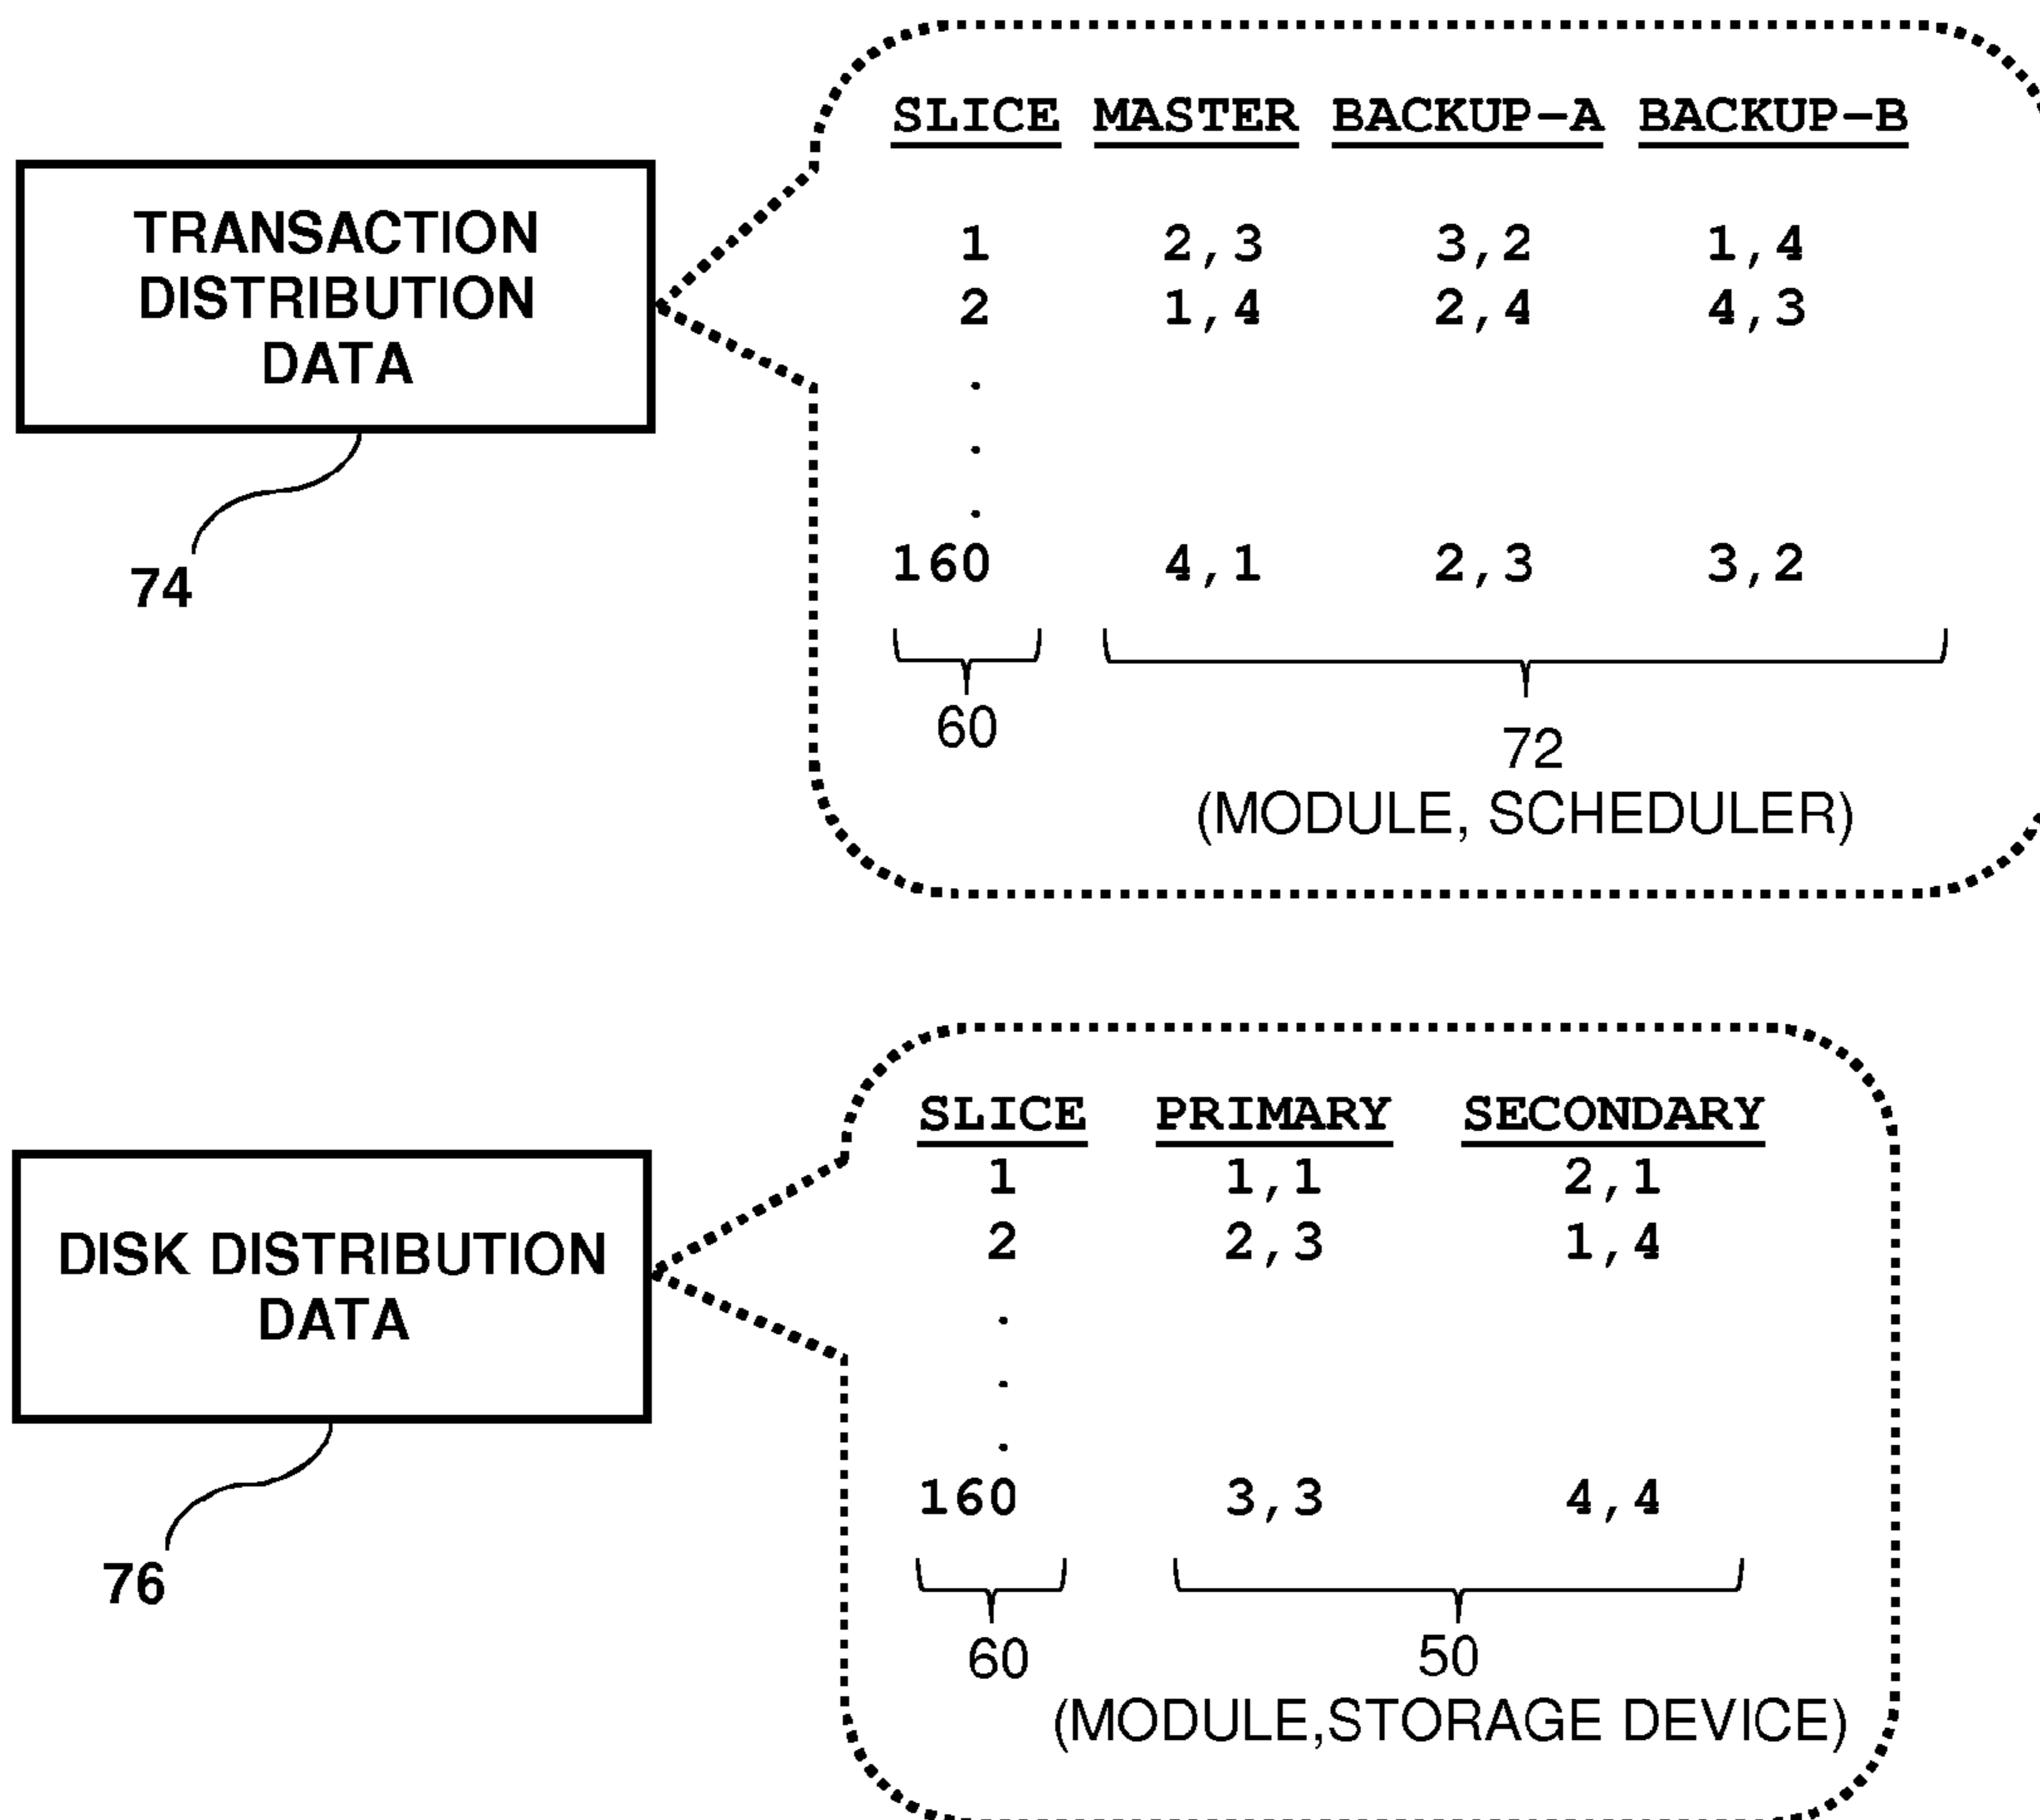 TRANSACTION
DISTRIBUTION
DATA
74
SLICE MASTER BACKUP-A BACKUP-B
1 2,3 3,2 1,4
2 1,4 2,4 4,3
.
.
.
160 4,1 2,3 3,2
60
72
(MODULE, SCHEDULER)
DISK DISTRIBUTION
DATA
76
SLICE PRIMARY SECONDARY
1 1,1 2,1
2 2,3 1,4
.
.
.
160 3,3 4,4
60 50
(MODULE,STORAGE DEVICE)